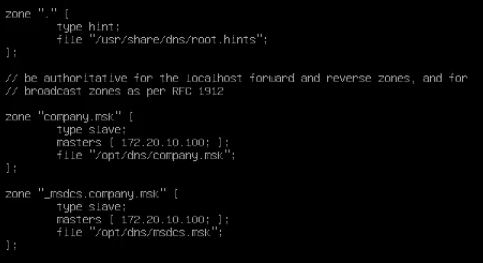 zone "." {
        type hint;
        file "/usr/share/dns/root.hints";
};
// be authoritative for the localhost forward and reverse zones, and for
// broadcast zones as per RFC 1912
zone "company.msk" {
        type slave;
        masters { 172.20.10.100; };
        file "/opt/dns/company.msk";
};
zone "_msdcs.company.msk" {
        type slave;
        masters { 172.20.10.100; };
        file "/opt/dns/msdcs.msk";
};